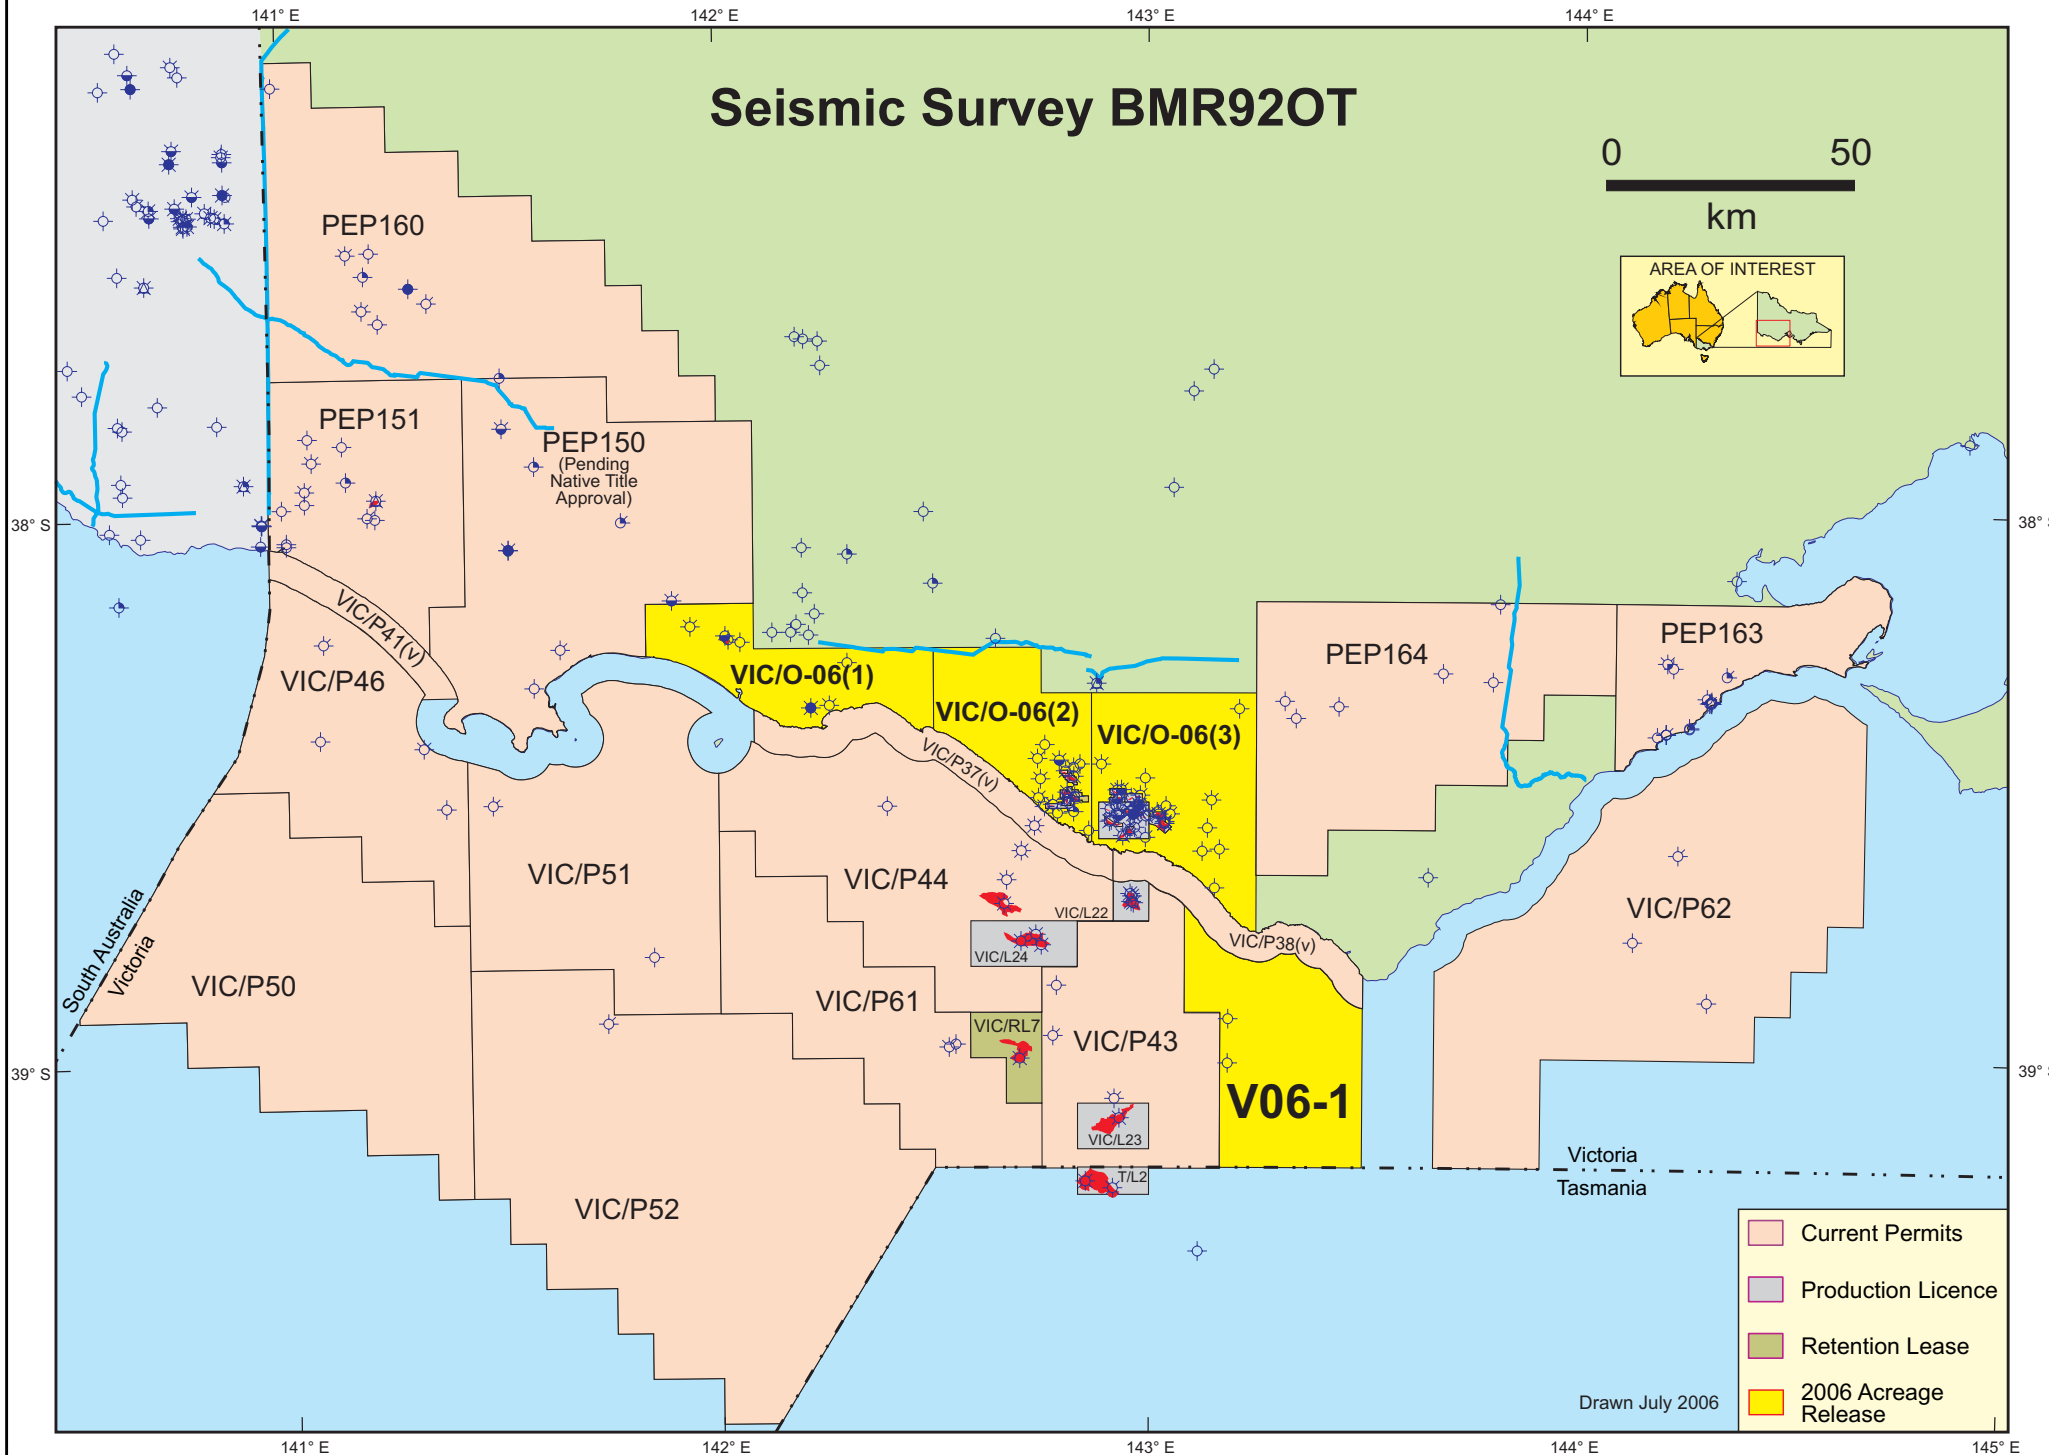 141° E
142° E
143° E
144° E
Seismic Survey BMR92OT
0
50
km
AREA OF INTEREST
PEP160
PEP151
PEP150
(Pending
Native Title
Approval)
38° S
38° S
VIC/P41(v)
VIC/P46
VIC/O-06(1)
VIC/O-06(2)
VIC/O-06(3)
PEP164
PEP163
VIC/P37(v)
VIC/P51
VIC/P44
VIC/L22
VIC/P62
VIC/P38(v)
VIC/L24
South Australia
Victoria
VIC/P50
VIC/P61
VIC/RL7
VIC/P43
39° S
39° S
V06-1
VIC/L23
T/L2
Victoria
Tasmania
VIC/P52
Current Permits
Production Licence
Retention Lease
2006 Acreage
Release
Drawn July 2006
141° E
142° E
143° E
144° E
145° E